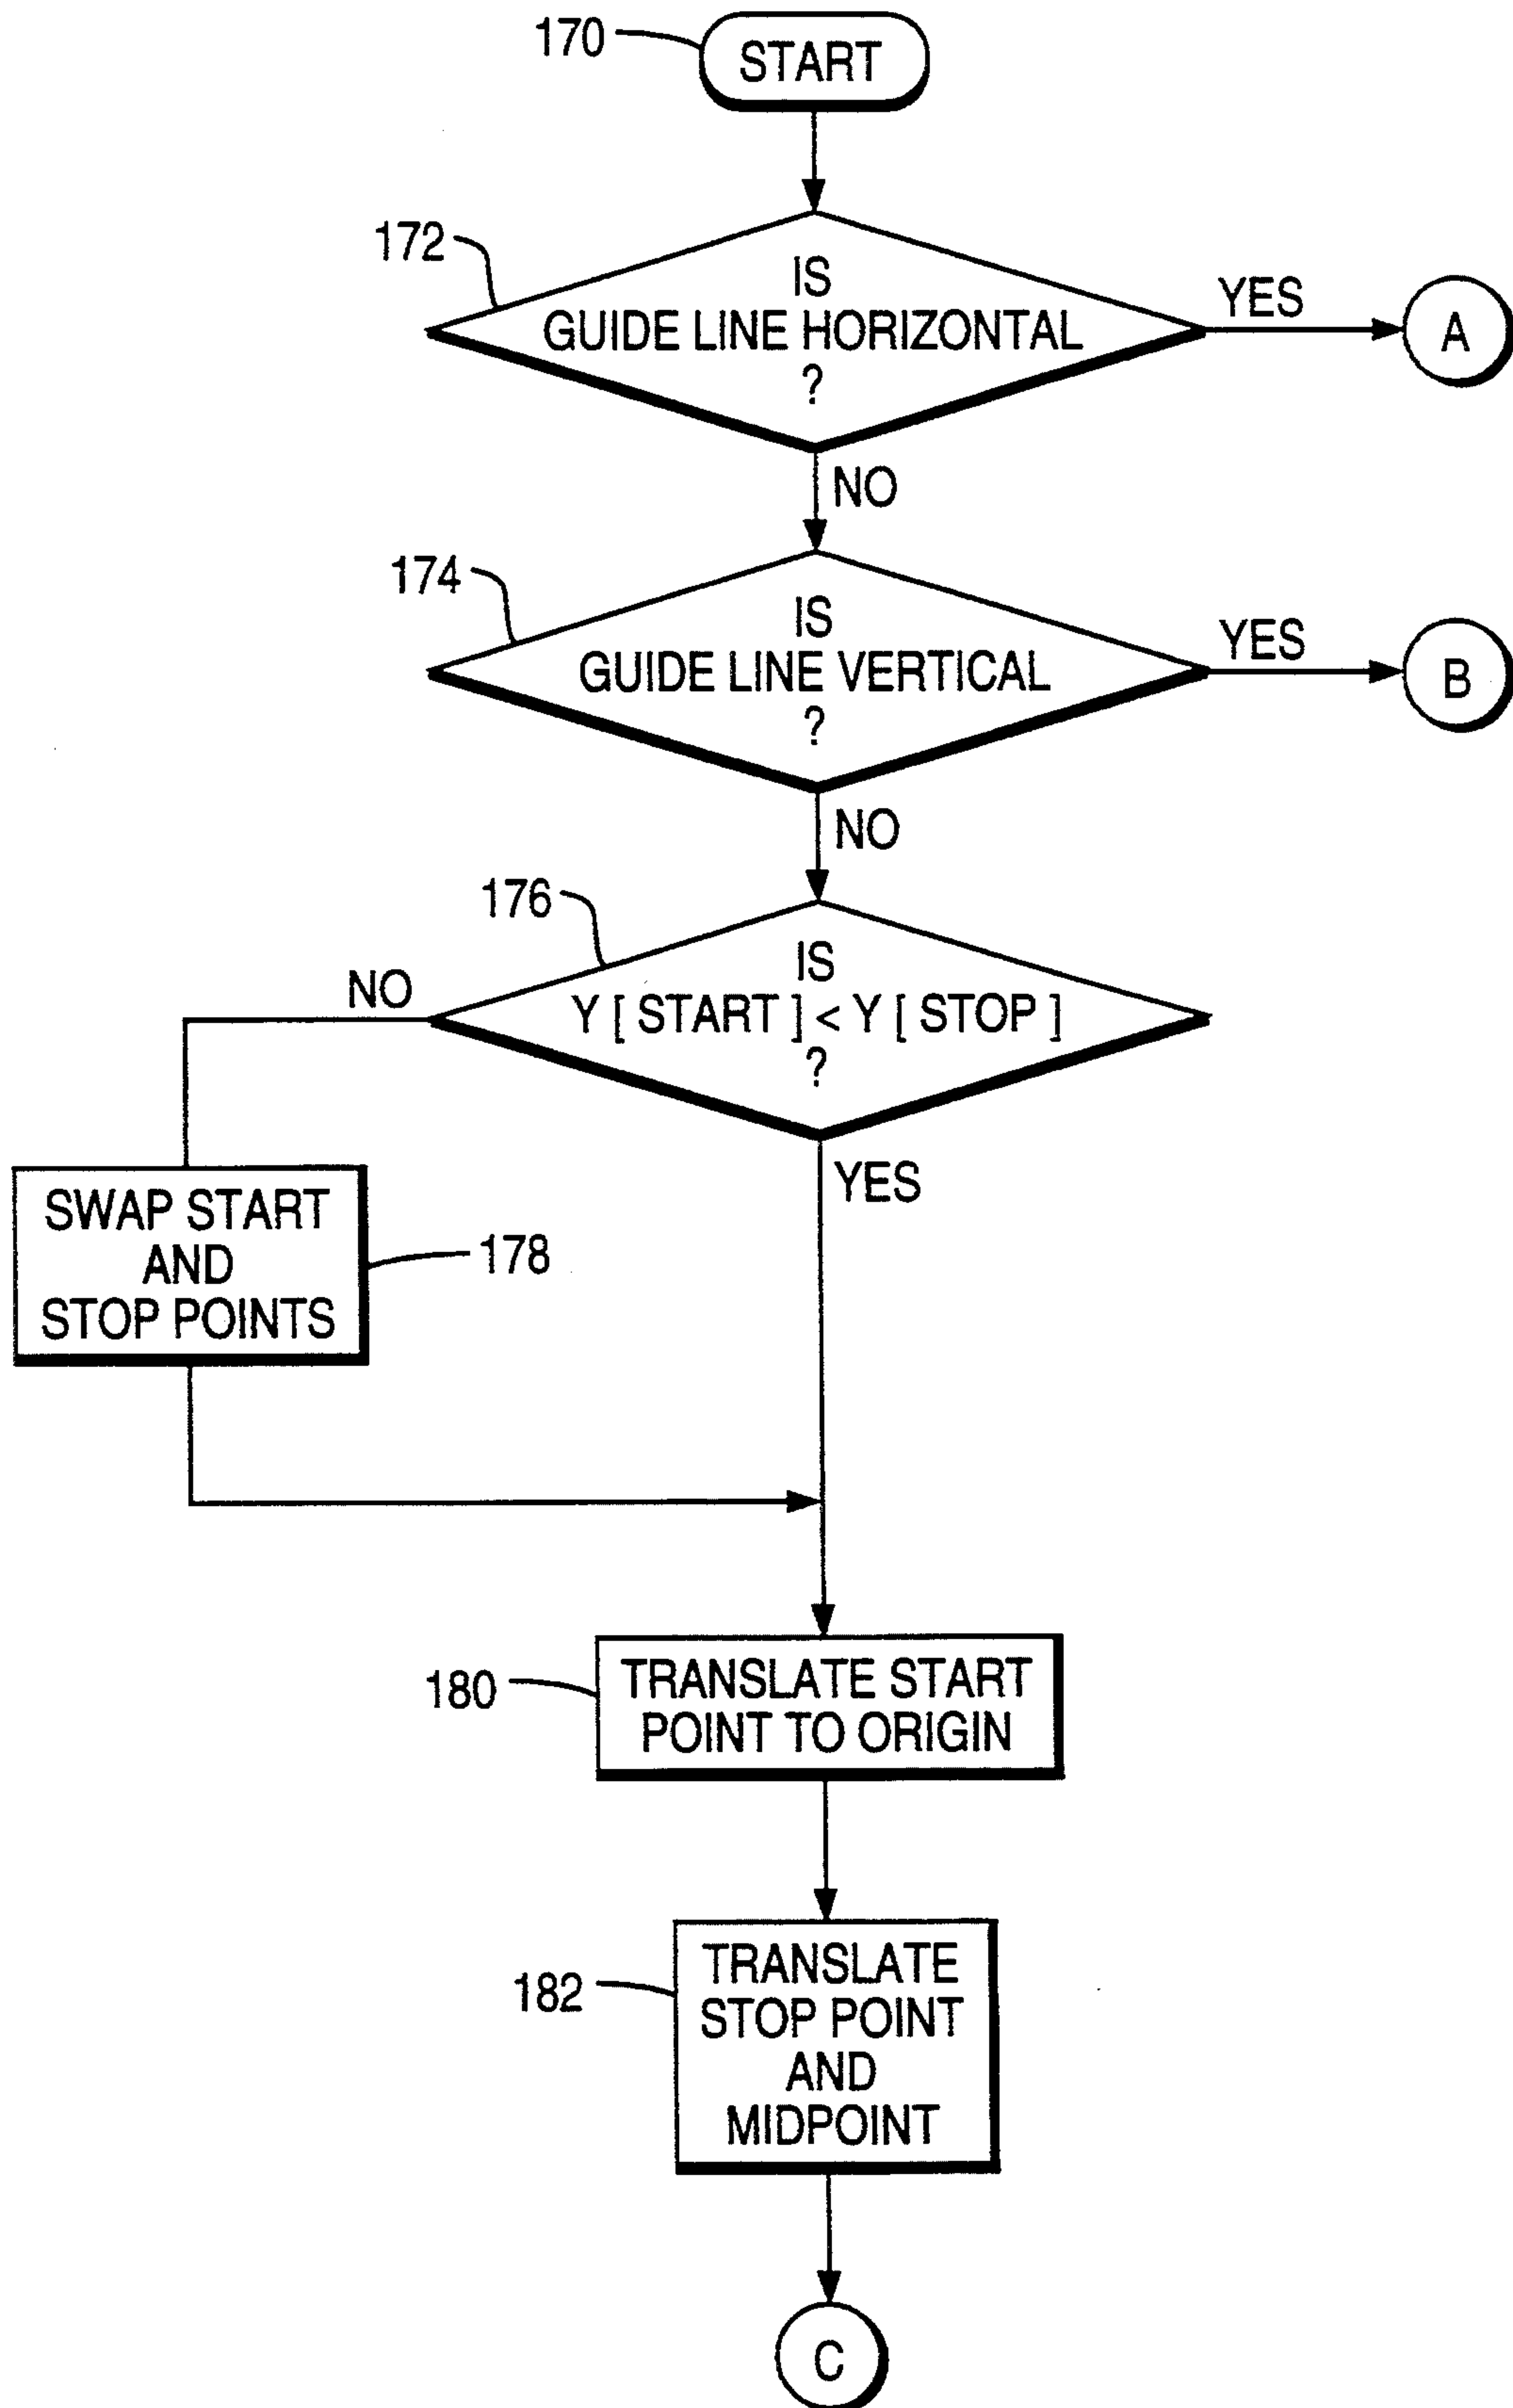 170
START
172
IS
GUIDE LINE HORIZONTAL
?
YES
A
NO
174
IS
GUIDE LINE VERTICAL
?
YES
B
NO
176
IS
Y [ START ] < Y [ STOP ]
?
NO
YES
SWAP START
AND
STOP POINTS
178
180
TRANSLATE START
POINT TO ORIGIN
182
TRANSLATE
STOP POINT
AND
MIDPOINT
C